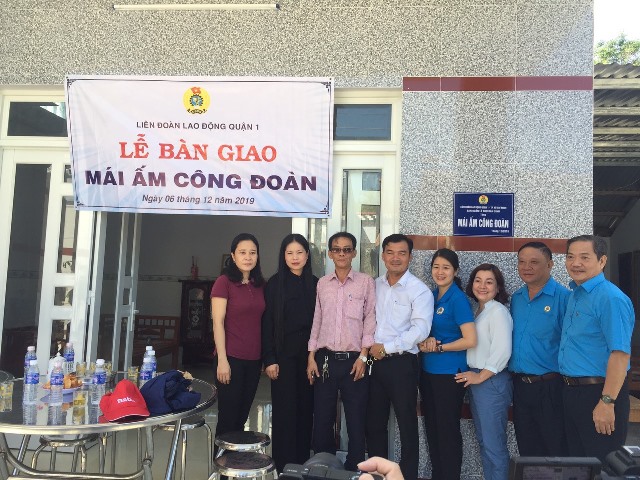 LIÊN ĐOÀN LAO ĐỘNG QUẬN 1
LỄ BÀN GIAO
MÁI ẤM CÔNG ĐOÀN
Ngày 06 tháng 12 năm 2019
MÁI ẤM CÔNG ĐOÀN